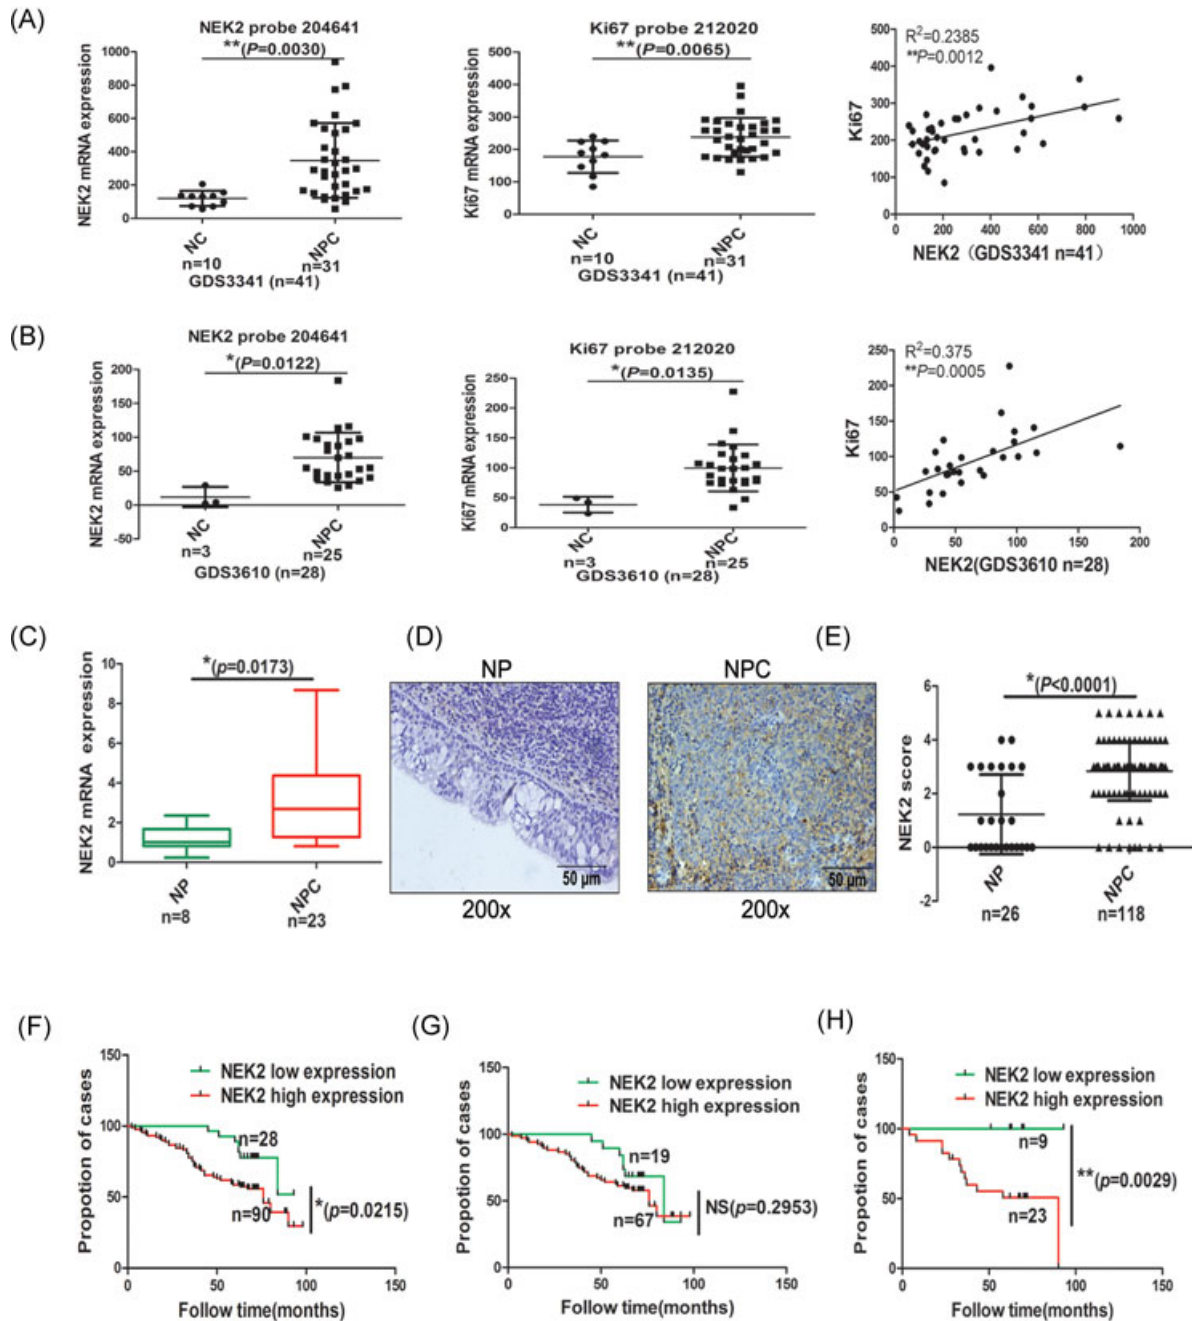 (A)
NEK2 probe 204641
**(P=0.0030)
NEK2 mRNA expression
1000
800
600
400
200
0
NC
NPC
n=10
n=31
GDS3341 (n=41)
Ki67 probe 212020
**(P=0.0065)
Ki67 mRNA expression
500
400
300
200
100
0
NC
NPC
n=10
n=31
GDS3341 (n=41)
R2=0.2385
**P=0.0012
Ki67
500
400
300
200
100
0
0
200
400
600
800
1000
NEK2 (GDS3341 n=41)
(B)
NEK2 probe 204641
*(P=0.0122)
NEK2 mRNA expression
200
150
100
50
0
-50
NC
NPC
n=3
n=25
GDS3610 (n=28)
Ki67 probe 212020
*(P=0.0135)
Ki67 mRNA expression
250
200
150
100
50
0
NC
NPC
n=3
n=25
GDS3610 (n=28)
R2=0.375
**P=0.0005
Ki67
250
200
150
100
50
0
0
50
100
150
200
NEK2(GDS3610 n=28)
(C)
*(p=0.0173)
NEK2 mRNA expression
10
8
6
4
2
0
NP
NPC
n=8
n=23
(D)
NP
50 µm
200x
NPC
50 µm
200x
(E)
*(P<0.0001)
NEK2 score
6
4
2
0
-2
NP
NPC
n=26
n=118
(F)
NEK2 low expression
NEK2 high expression
Propotion of cases
150
100
50
0
n=28
n=90
*(p=0.0215)
0
50
100
150
Follow time(months)
(G)
NEK2 low expression
NEK2 high expression
Propotion of cases
150
100
50
0
n=19
n=67
NS(p=0.2953)
0
50
100
150
Follow time(months)
(H)
NEK2 low expression
NEK2 high expression
Propotion of cases
150
100
50
0
n=9
n=23
**(p=0.0029)
0
50
100
150
Follow time(months)